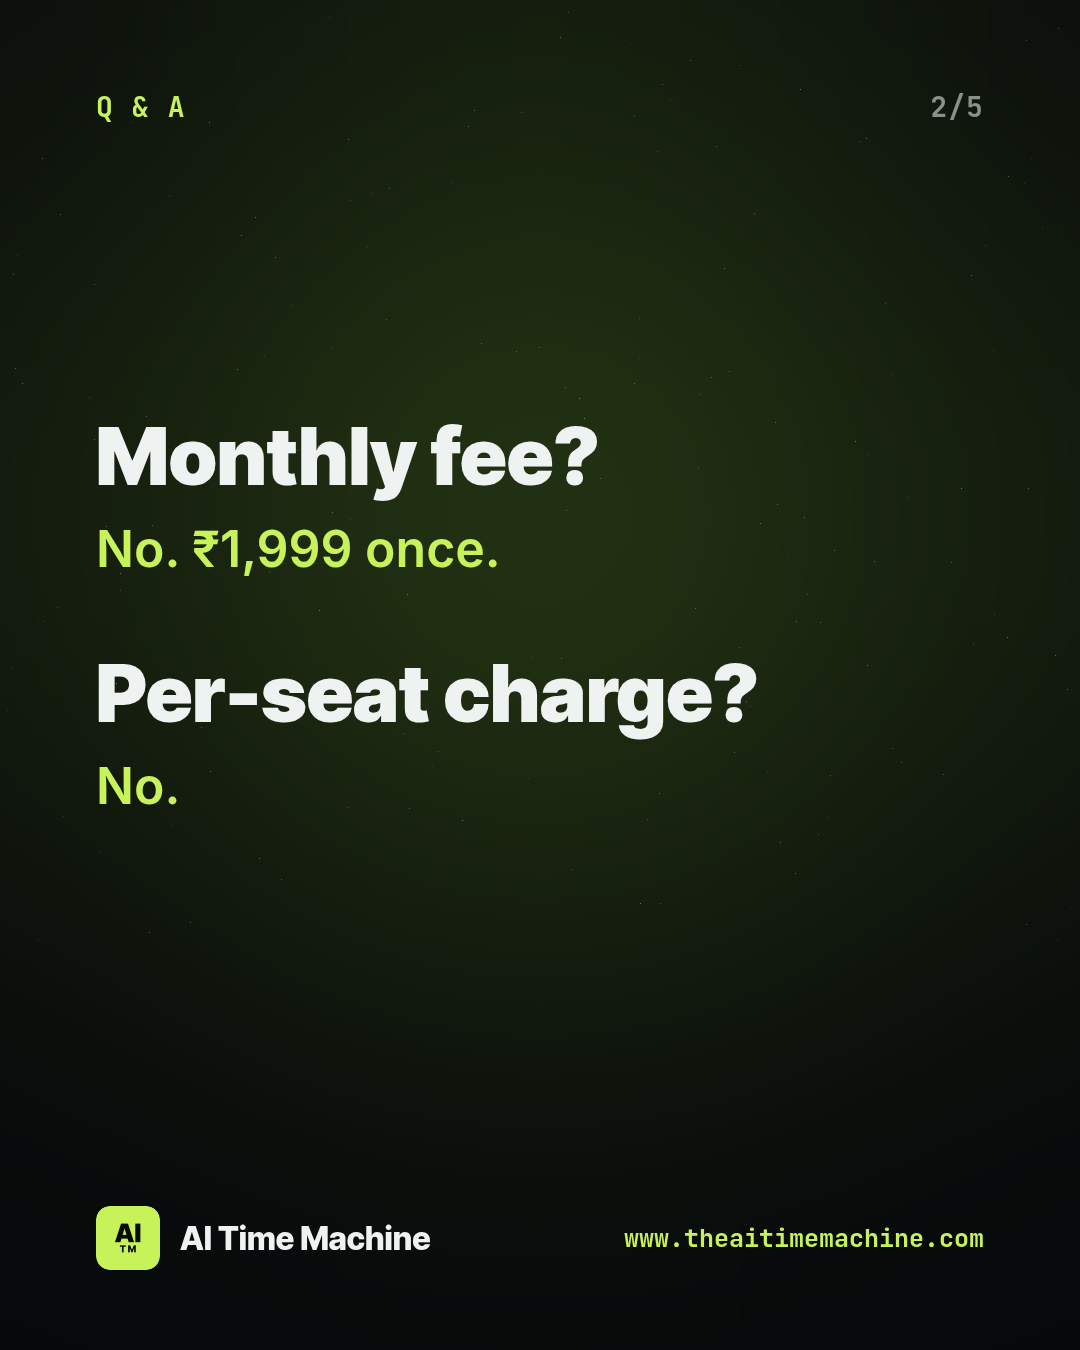 Q & A
2/5
Monthly fee?
No. ₹1,999 once.
Per-seat charge?
No.
AI
TM
AI Time Machine
www.theaitimemachine.com